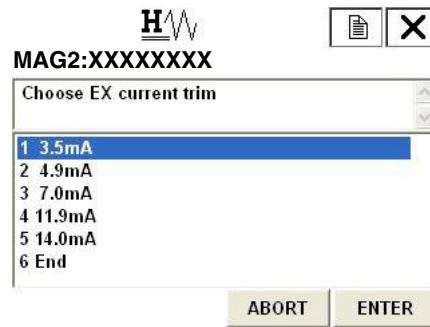 H
MAG2:XXXXXXXX
Choose EX current trim
1 3.5mA
2 4.9mA
3 7.0mA
4 11.9mA
5 14.0mA
6 End
ABORT ENTER